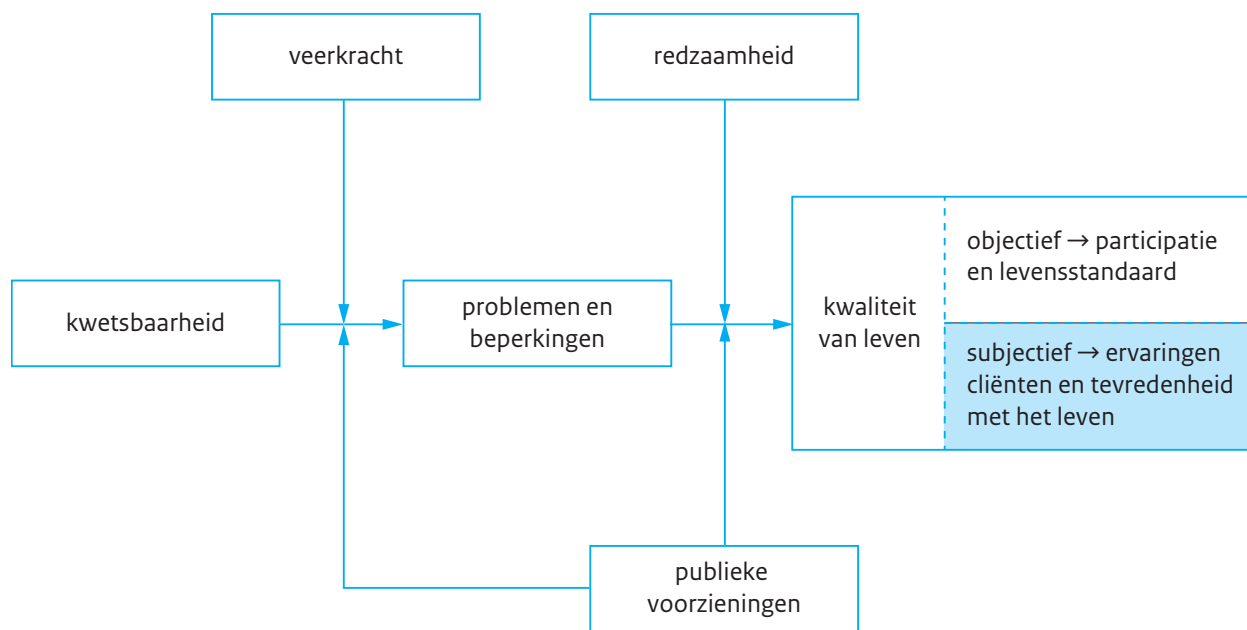 veerkracht
redzaamheid
kwetsbaarheid
problemen en
beperkingen
kwaliteit
van leven
objectief → participatie
en levensstandaard
subjectief → ervaringen
cliënten en tevredenheid
met het leven
publieke
voorzieningen